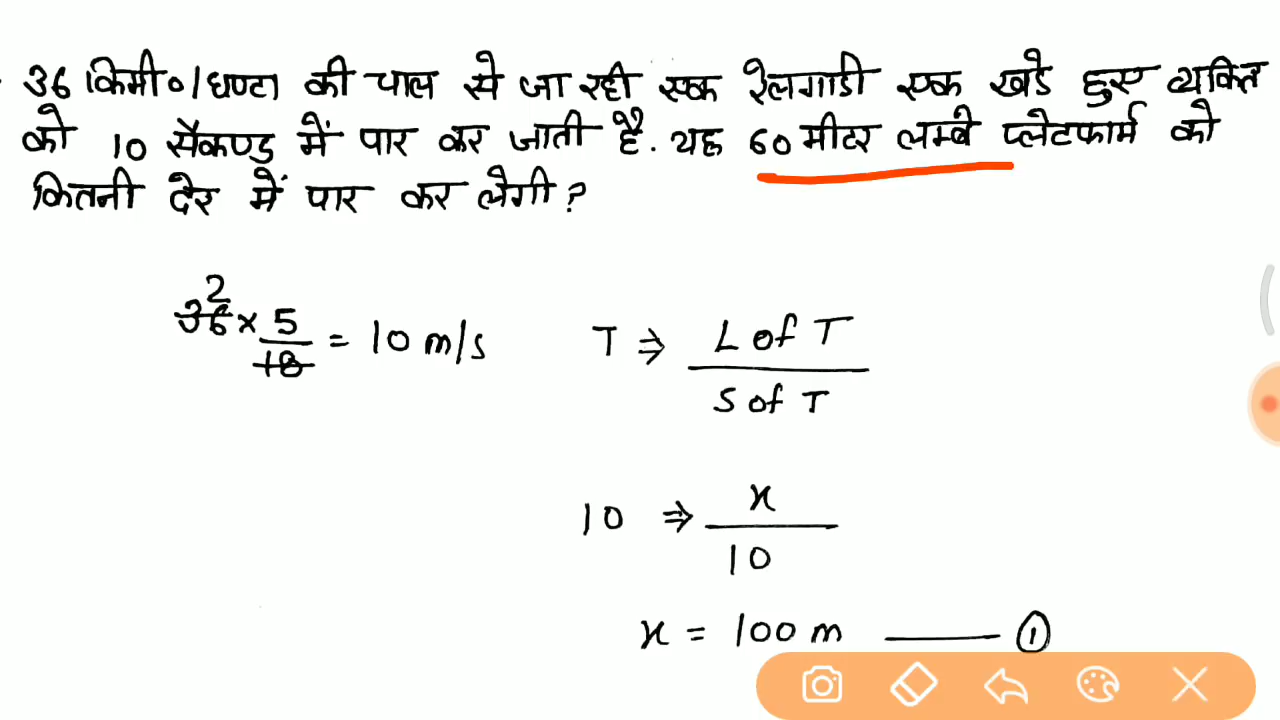 36 किमी०/घण्टा की चाल से जा रही एक रेलगाडी एक खडे हुए व्यक्ति
को 10 सैकण्ड में पार कर जाती है. यह 60 मीटर लम्बे प्लेटफार्म को
कितनी देर में पार कर लेगी?
2
36 × 5/18 = 10 m/s
T ⇒ L of T / S of T
10 ⇒ x / 10
x = 100 m —— ①